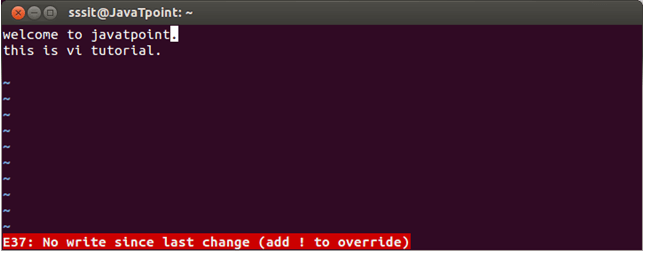 sssit@JavaTpoint: ~
welcome to javatpoint.
this is vi tutorial.
~
~
~
~
~
~
~
~
~
~
E37: No write since last change (add ! to override)